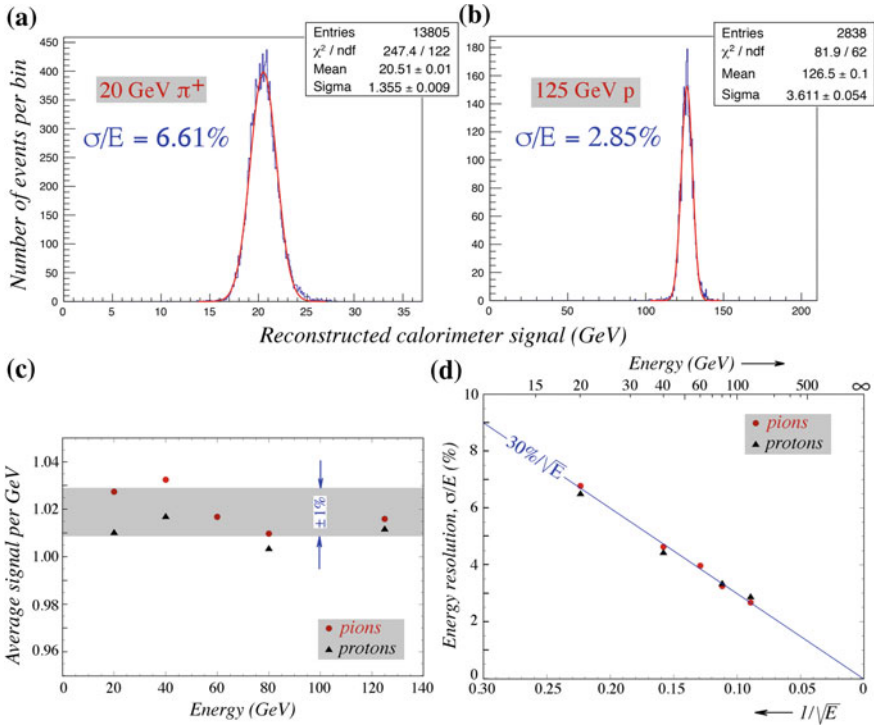 (a)
Entries 13805
χ² / ndf 247.4 / 122
Mean 20.51 ± 0.01
Sigma 1.355 ± 0.009
20 GeV π⁺
σ/E = 6.61%
Number of events per bin
450
400
350
300
250
200
150
100
50
0
0 5 10 15 20 25 30 35
(b)
Entries 2838
χ² / ndf 81.9 / 62
Mean 126.5 ± 0.1
Sigma 3.611 ± 0.054
125 GeV p
σ/E = 2.85%
180
160
140
120
100
80
60
40
20
0
0 50 100 150 200
Reconstructed calorimeter signal (GeV)
(c)
Average signal per GeV
1.04
1.02
1.00
0.98
0.96
±1%
pions
protons
0 20 40 60 80 100 120 140
Energy (GeV)
(d)
Energy (GeV)
15 20 30 40 60 100 500 ∞
Energy resolution, σ/E (%)
10
8
6
4
2
0
30%/√E
pions
protons
0.30 0.25 0.20 0.15 0.10 0.05 0
1/√E